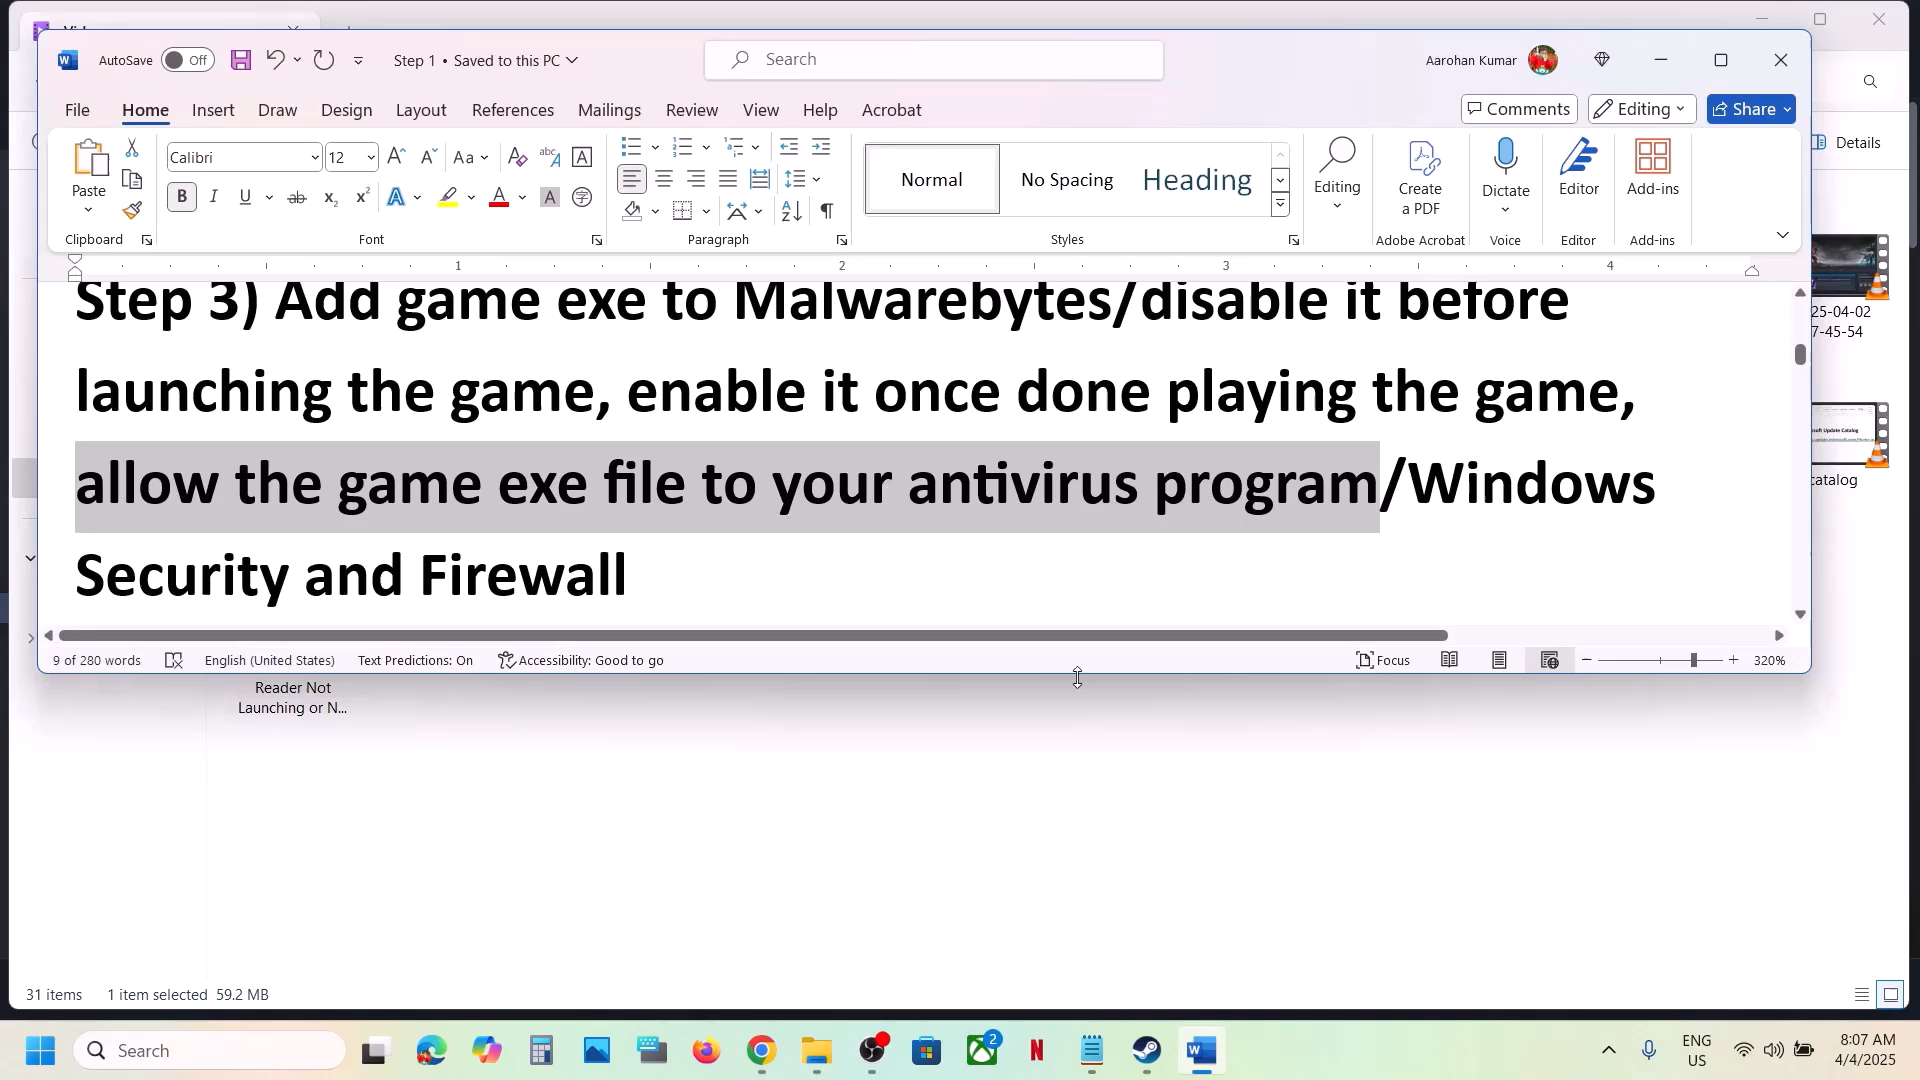 AutoSave Off Step 1 • Saved to this PC Search Aarohan Kumar
File Home Insert Draw Design Layout References Mailings Review View Help Acrobat Comments Editing Share
Paste Calibri 12 Aa Normal No Spacing Heading Editing Create a PDF Dictate Editor Add-ins Details
Clipboard Font Paragraph Styles Adobe Acrobat Voice Editor Add-ins
1 2 3 4
Step 3) Add game exe to Malwarebytes/disable it before
launching the game, enable it once done playing the game,
allow the game exe file to your antivirus program/Windows
Security and Firewall
25-04-02
7-45-54
catalog
9 of 280 words English (United States) Text Predictions: On Accessibility: Good to go Focus 320%
Reader Not
Launching or N...
31 items 1 item selected 59.2 MB
Search 2 ENG
US
8:07 AM
4/4/2025